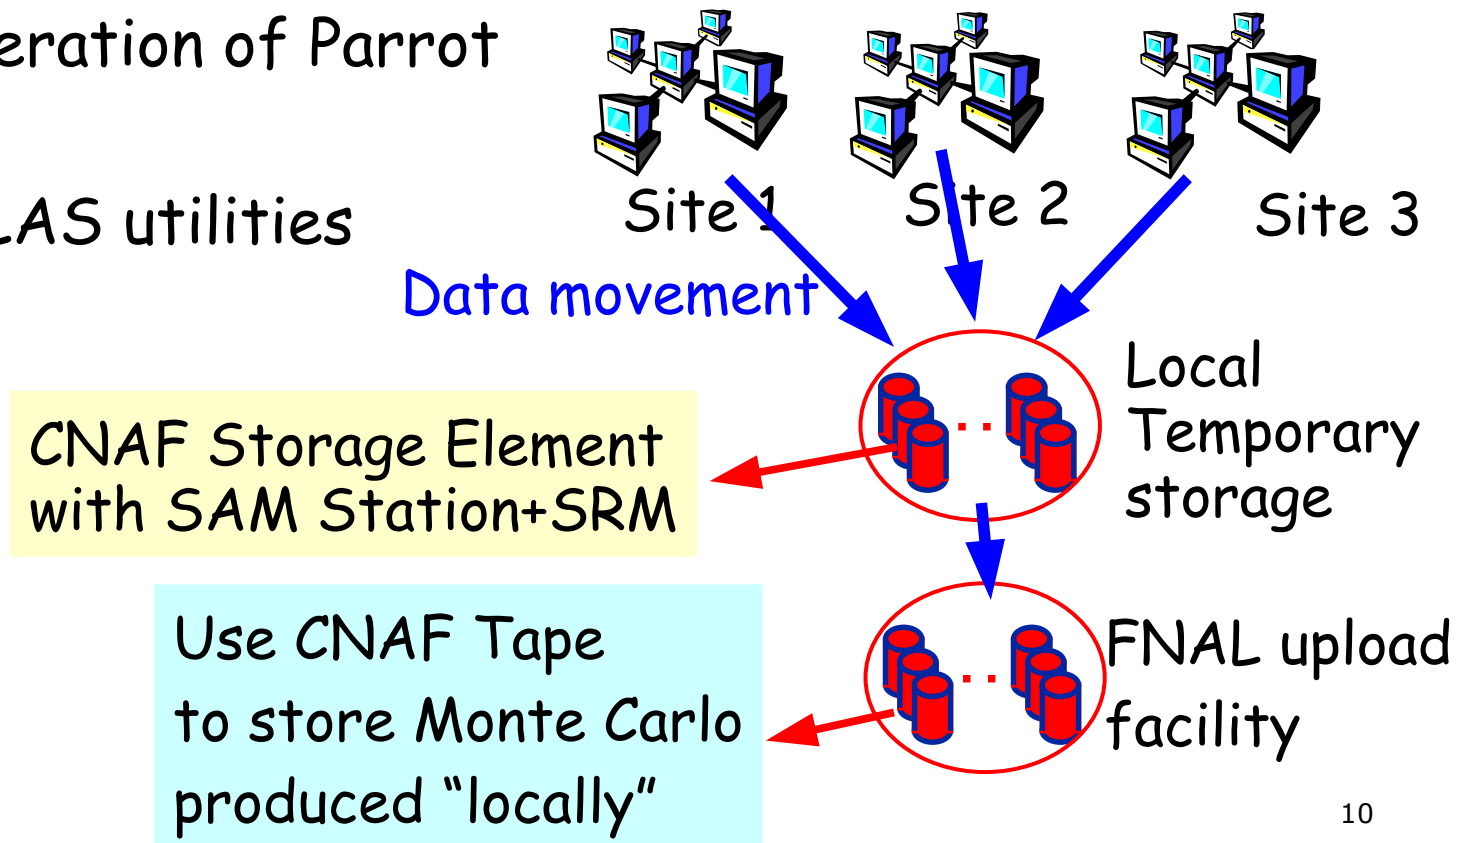 eration of Parrot
LAS utilities
Site 1
Site 2
Site 3
Data movement
Local
Temporary
storage
CNAF Storage Element
with SAM Station+SRM
Use CNAF Tape
to store Monte Carlo
produced “locally”
FNAL upload
facility
10